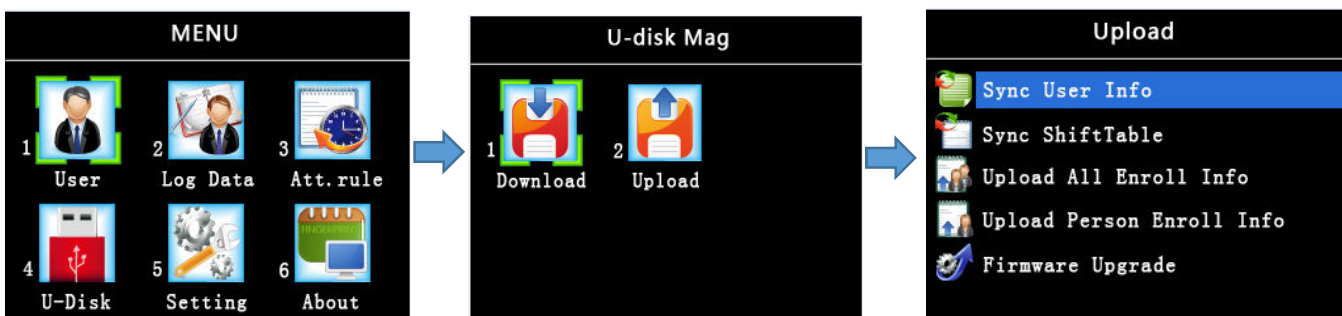 MENU
1 User
2 Log Data
3 Att.rule
FINGERPRINT
4 U-Disk
5 Setting
6 About
U-disk Mag
1 Download
2 Upload
Upload
Sync User Info
Sync ShiftTable
Upload All Enroll Info
Upload Person Enroll Info
Firmware Upgrade